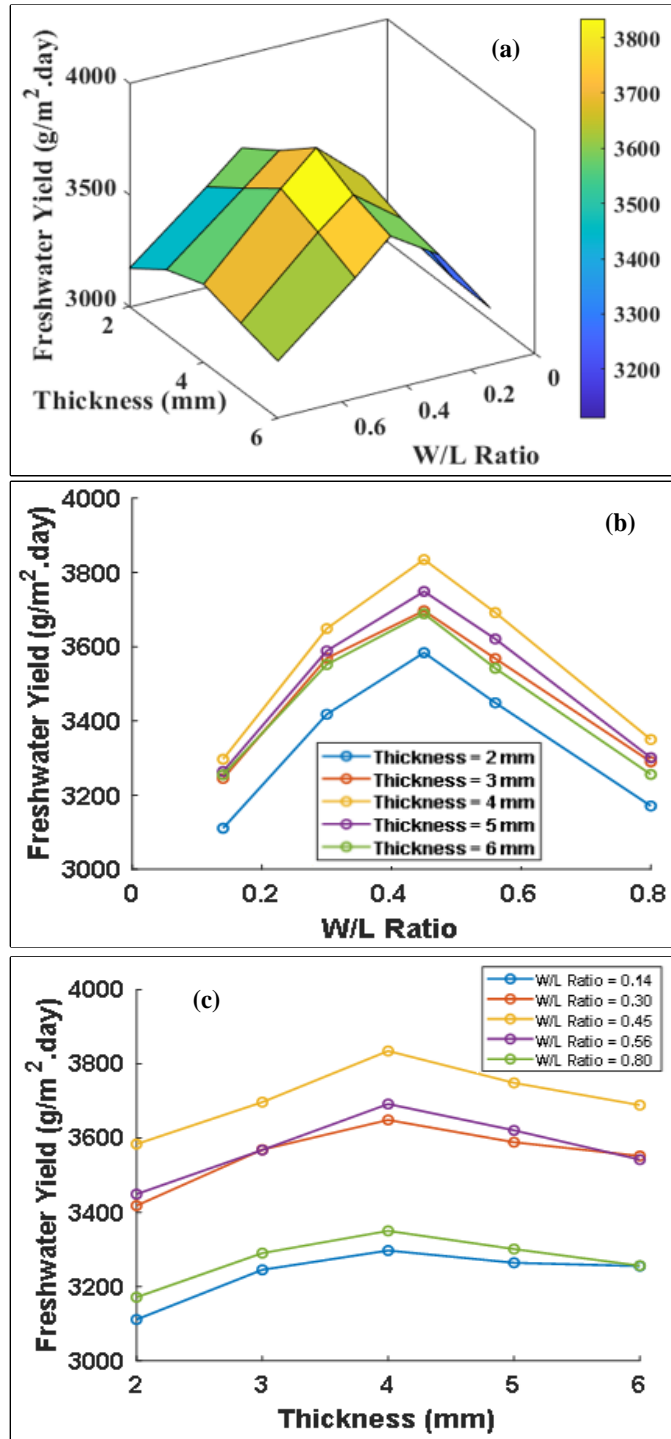 (a)
4000
3500
3000
Freshwater Yield (g/m².day)
2
4
6
Thickness (mm)
0.6
0.4
0.2
0
W/L Ratio
3800
3700
3600
3500
3400
3300
3200
(b)
4000
3800
3600
3400
3200
3000
Freshwater Yield (g/m².day)
Thickness = 2 mm
Thickness = 3 mm
Thickness = 4 mm
Thickness = 5 mm
Thickness = 6 mm
0 0.2 0.4 0.6 0.8
W/L Ratio
(c)
4000
3800
3600
3400
3200
3000
Freshwater Yield (g/m².day)
W/L Ratio = 0.14
W/L Ratio = 0.30
W/L Ratio = 0.45
W/L Ratio = 0.56
W/L Ratio = 0.80
2 3 4 5 6
Thickness (mm)